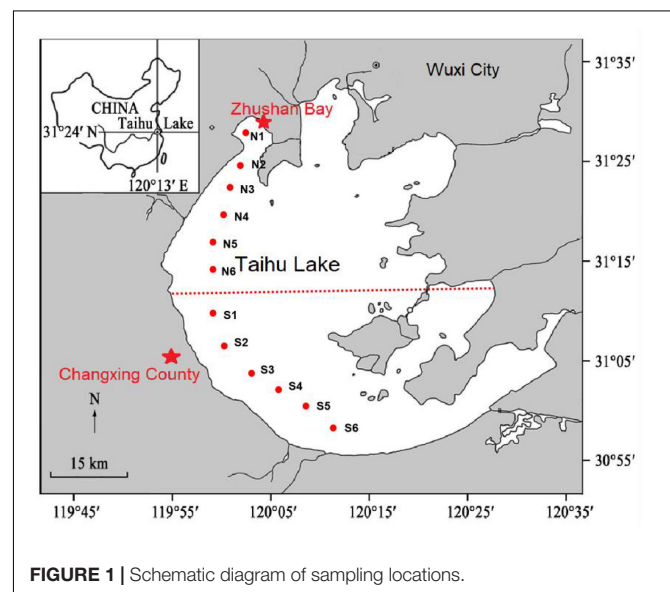 CHINA
31°24′ N
Taihu
Lake
120°13′ E
Wuxi City
Zhushan Bay
N1
N2
N3
N4
N5
N6
Taihu Lake
S1
S2
S3
S4
S5
S6
Changxing County
N
15 km
31°35′
31°25′
31°15′
31°05′
30°55′
119°45′
119°55′
120°05′
120°15′
120°25′
120°35′
FIGURE 1 | Schematic diagram of sampling locations.